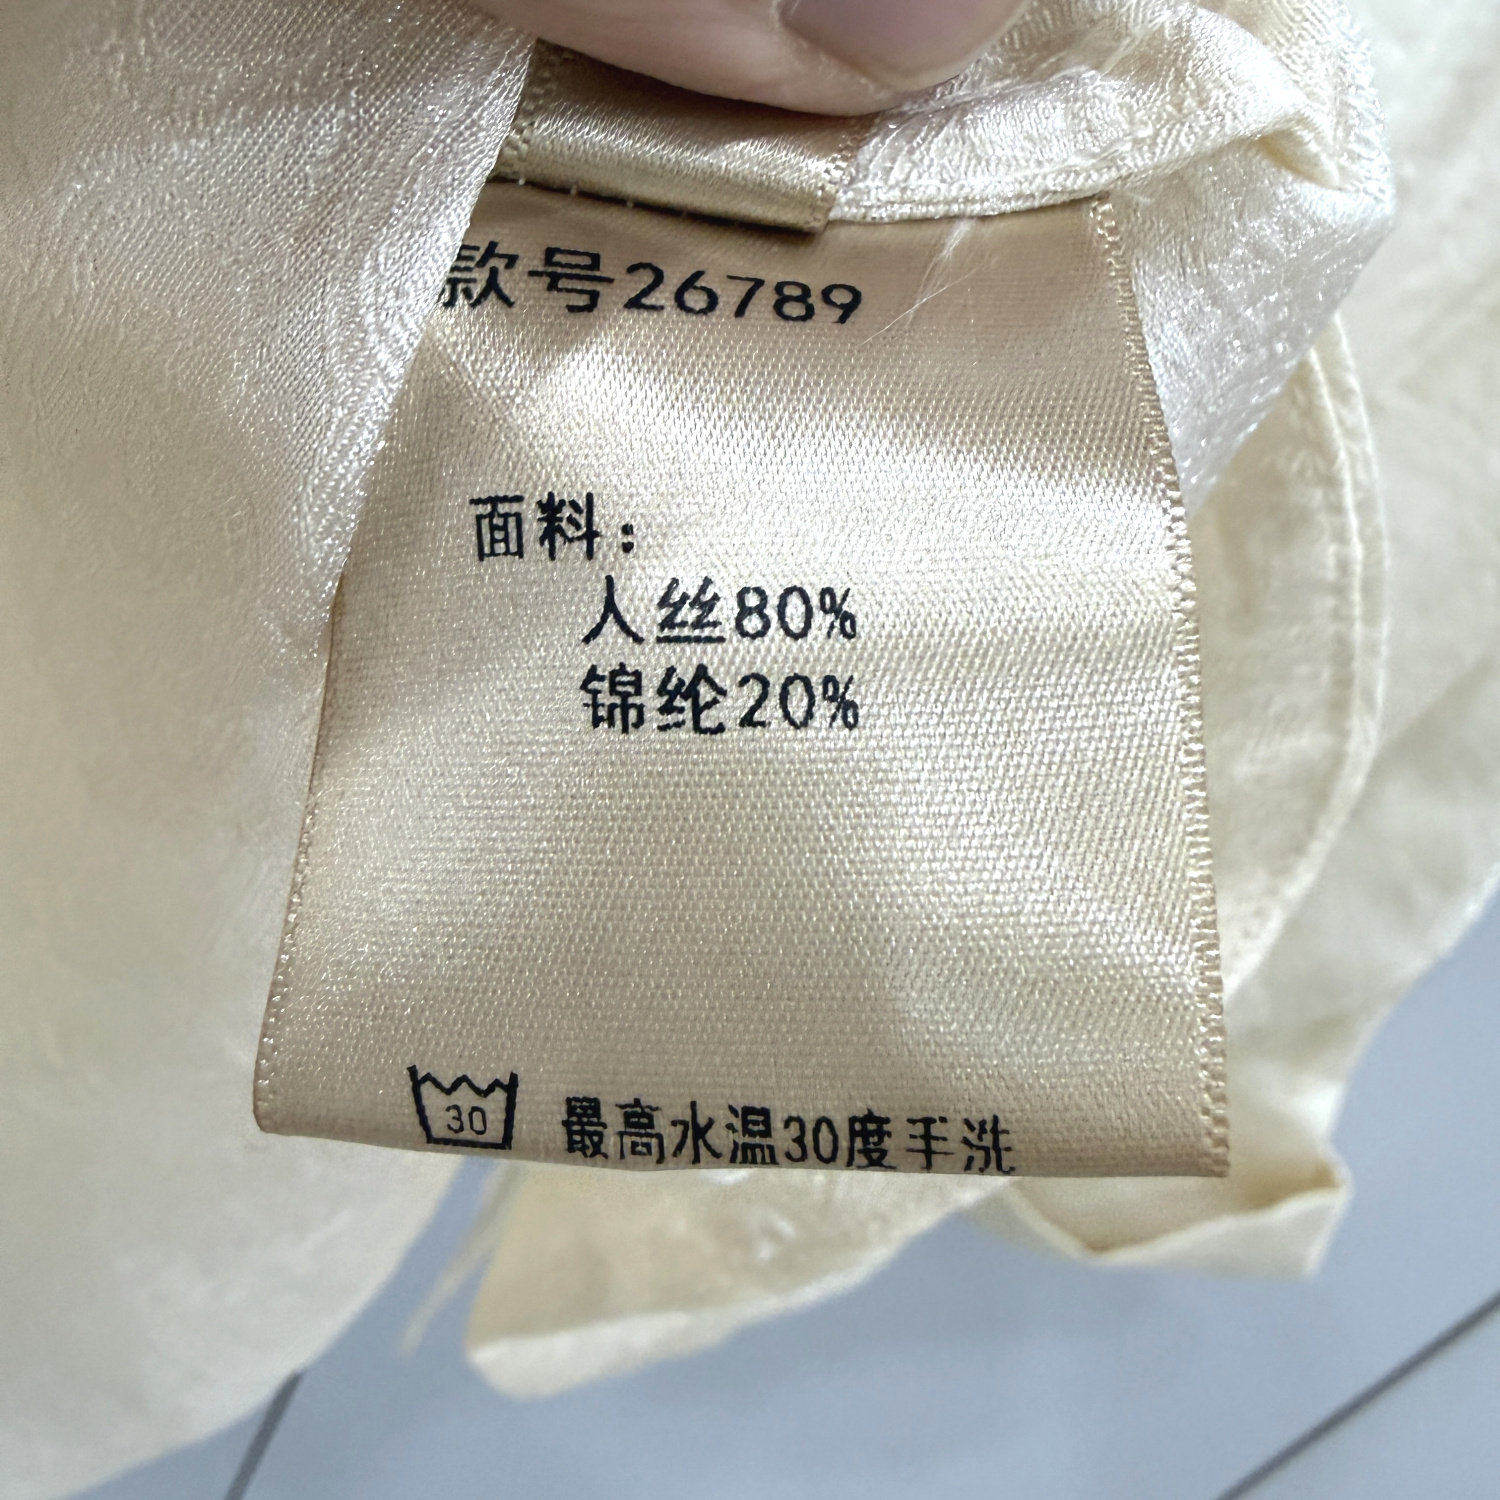 款号26789
面料：
人丝80%
锦纶20%
30 最高水温30度手洗